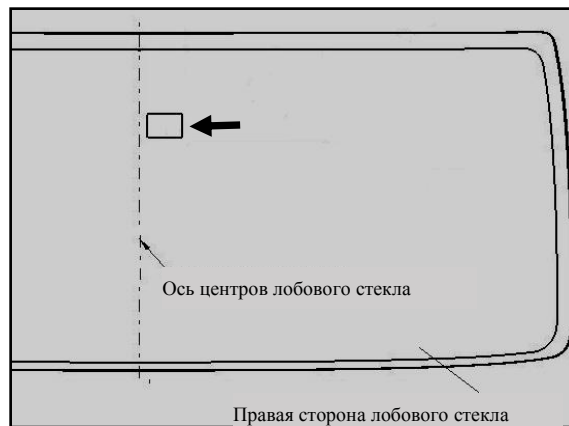 Ось центров лобового стекла
Правая сторона лобового стекла